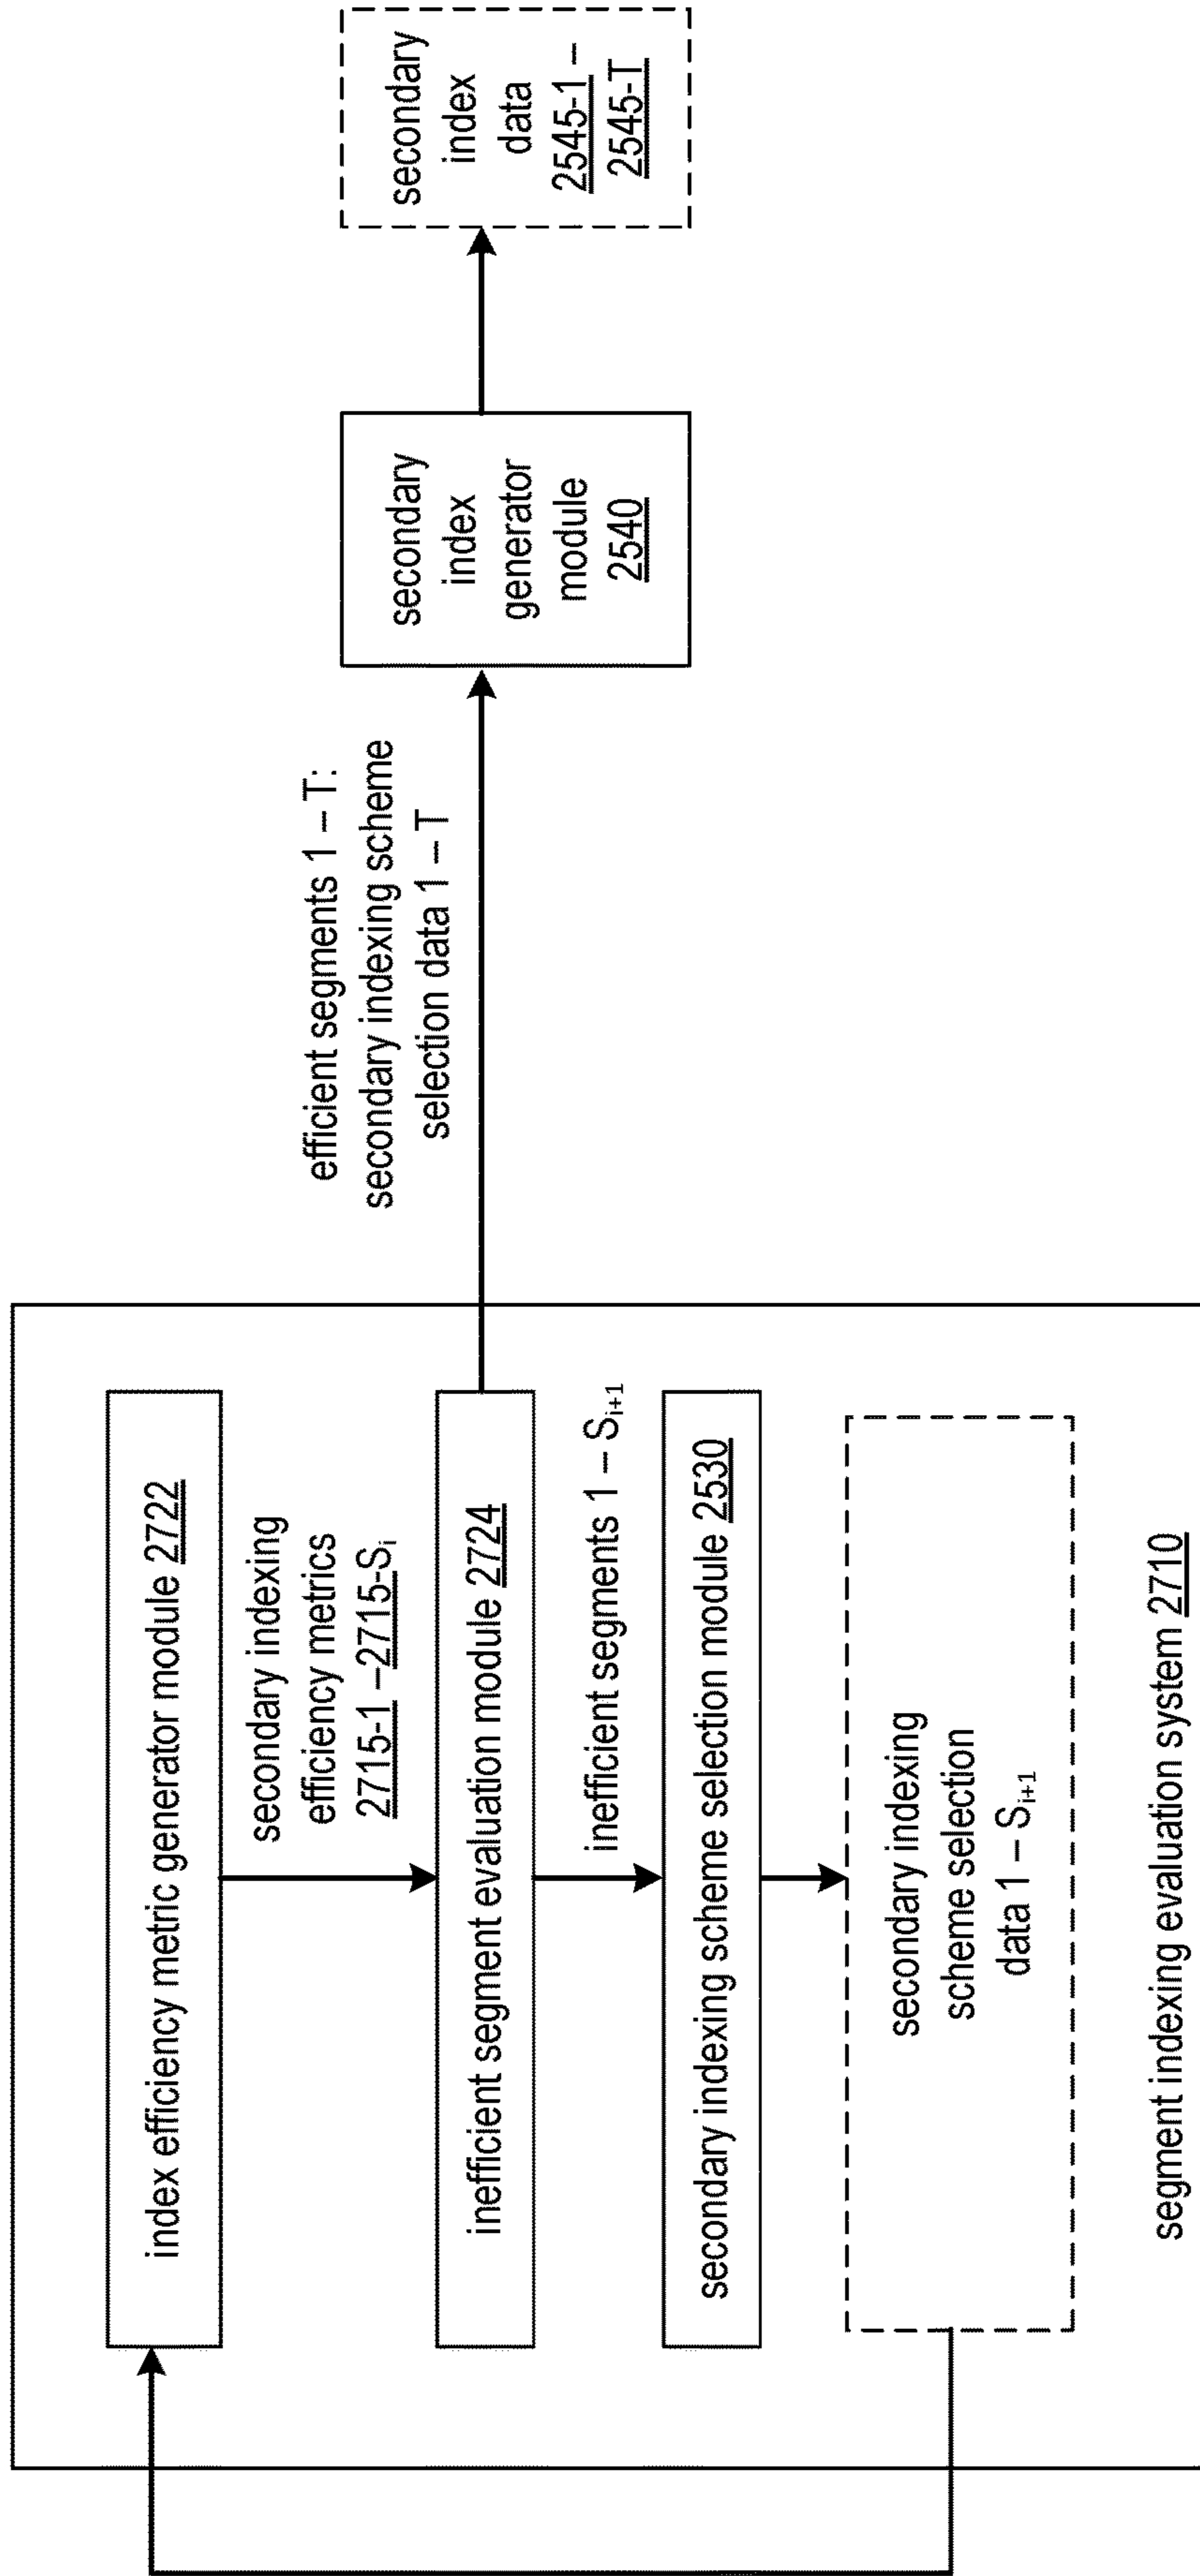 index efficiency metric generator module 2722
secondary indexing
efficiency metrics
2715-1 –2715-Sᵢ
inefficient segment evaluation module 2724
inefficient segments 1 – Sᵢ₊₁
secondary indexing scheme selection module 2530
secondary indexing
scheme selection
data 1 – Sᵢ₊₁
segment indexing evaluation system 2710
efficient segments 1 – T:
secondary indexing scheme
selection data 1 – T
secondary
index
generator
module
2540
secondary
index
data
2545-1 –
2545-T